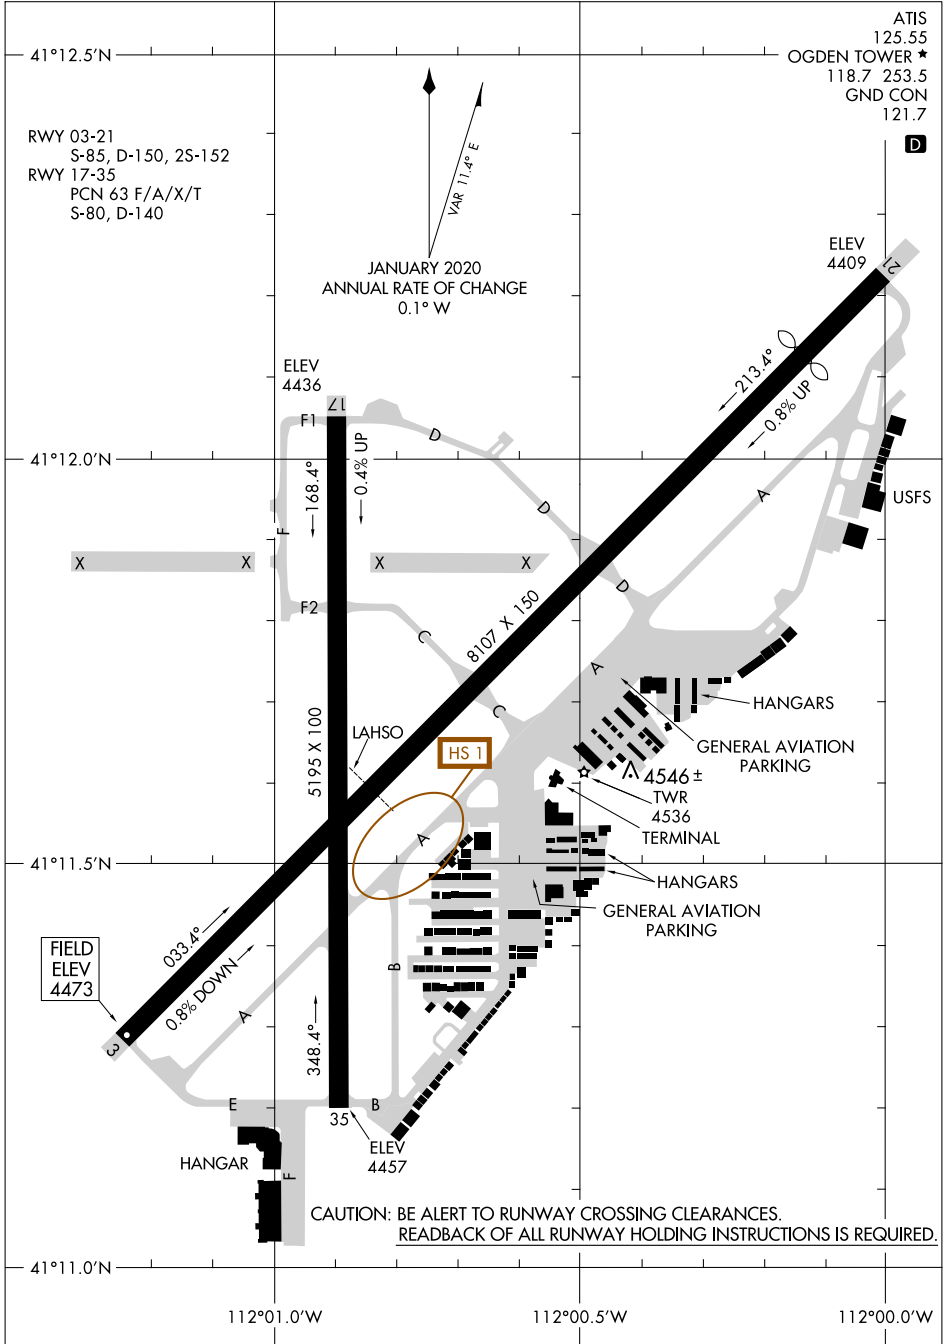 ATIS
125.55
OGDEN TOWER ★
118.7 253.5
GND CON
121.7
D
41°12.5'N
RWY 03-21
S-85, D-150, 2S-152
RWY 17-35
PCN 63 F/A/X/T
S-80, D-140
VAR 11.4° E
JANUARY 2020
ANNUAL RATE OF CHANGE
0.1° W
ELEV
4409
21
ELEV
4436
17
213.4°
0.8% UP
F1
D
168.4°
0.4% UP
41°12.0'N
A
USFS
D
F
X
X
X
X
D
F2
C
8107 X 150
A
HANGARS
C
GENERAL AVIATION
PARKING
5195 X 100
LAHSO
HS 1
4546 ±
TWR
4536
TERMINAL
A
41°11.5'N
HANGARS
GENERAL AVIATION
PARKING
033.4°
0.8% DOWN
FIELD
ELEV
4473
B
A
348.4°
3
E
35
B
ELEV
4457
HANGAR
F
CAUTION: BE ALERT TO RUNWAY CROSSING CLEARANCES.
READBACK OF ALL RUNWAY HOLDING INSTRUCTIONS IS REQUIRED.
41°11.0'N
112°01.0'W
112°00.5'W
112°00.0'W